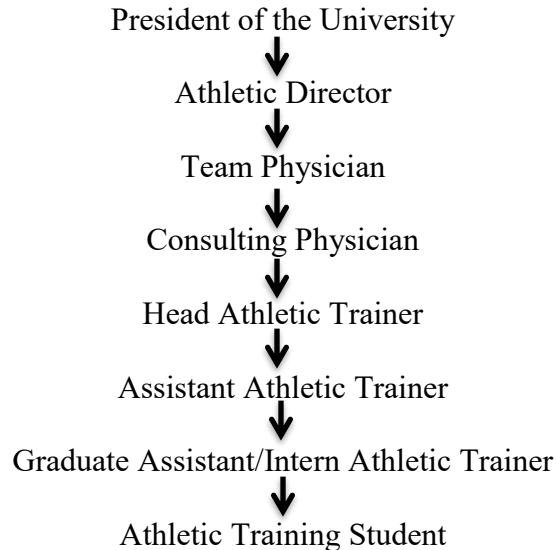 President of the University
Athletic Director
Team Physician
Consulting Physician
Head Athletic Trainer
Assistant Athletic Trainer
Graduate Assistant/Intern Athletic Trainer
Athletic Training Student